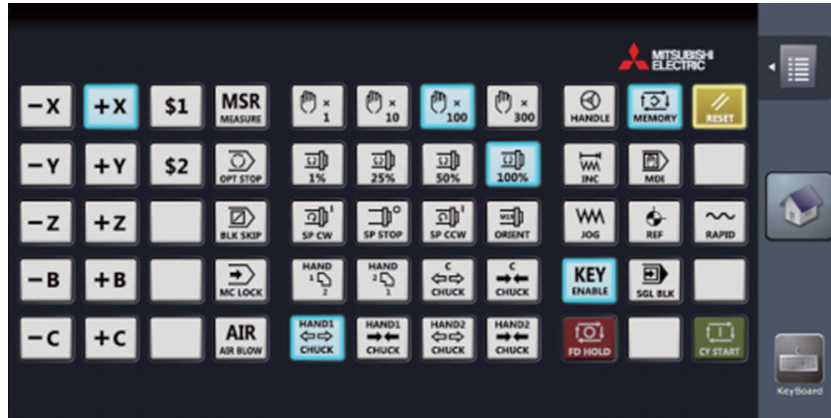 MITSUBISHI
ELECTRIC
-X +X $1 MSR MEASURE ×1 ×10 ×100 ×300 HANDLE MEMORY RESET
-Y +Y $2 OPT STOP 1% 25% 50% 100% INC MDI
-Z +Z BLK SKIP SP CW SP STOP SP CCW ORIENT JOG REF RAPID
-B +B MC LOCK HAND 1 2 HAND 2 1 C CHUCK C CHUCK KEY ENABLE SGL BLK
-C +C AIR AIR BLOW HAND1 CHUCK HAND1 CHUCK HAND2 CHUCK HAND2 CHUCK FD HOLD CY START
KeyBoard